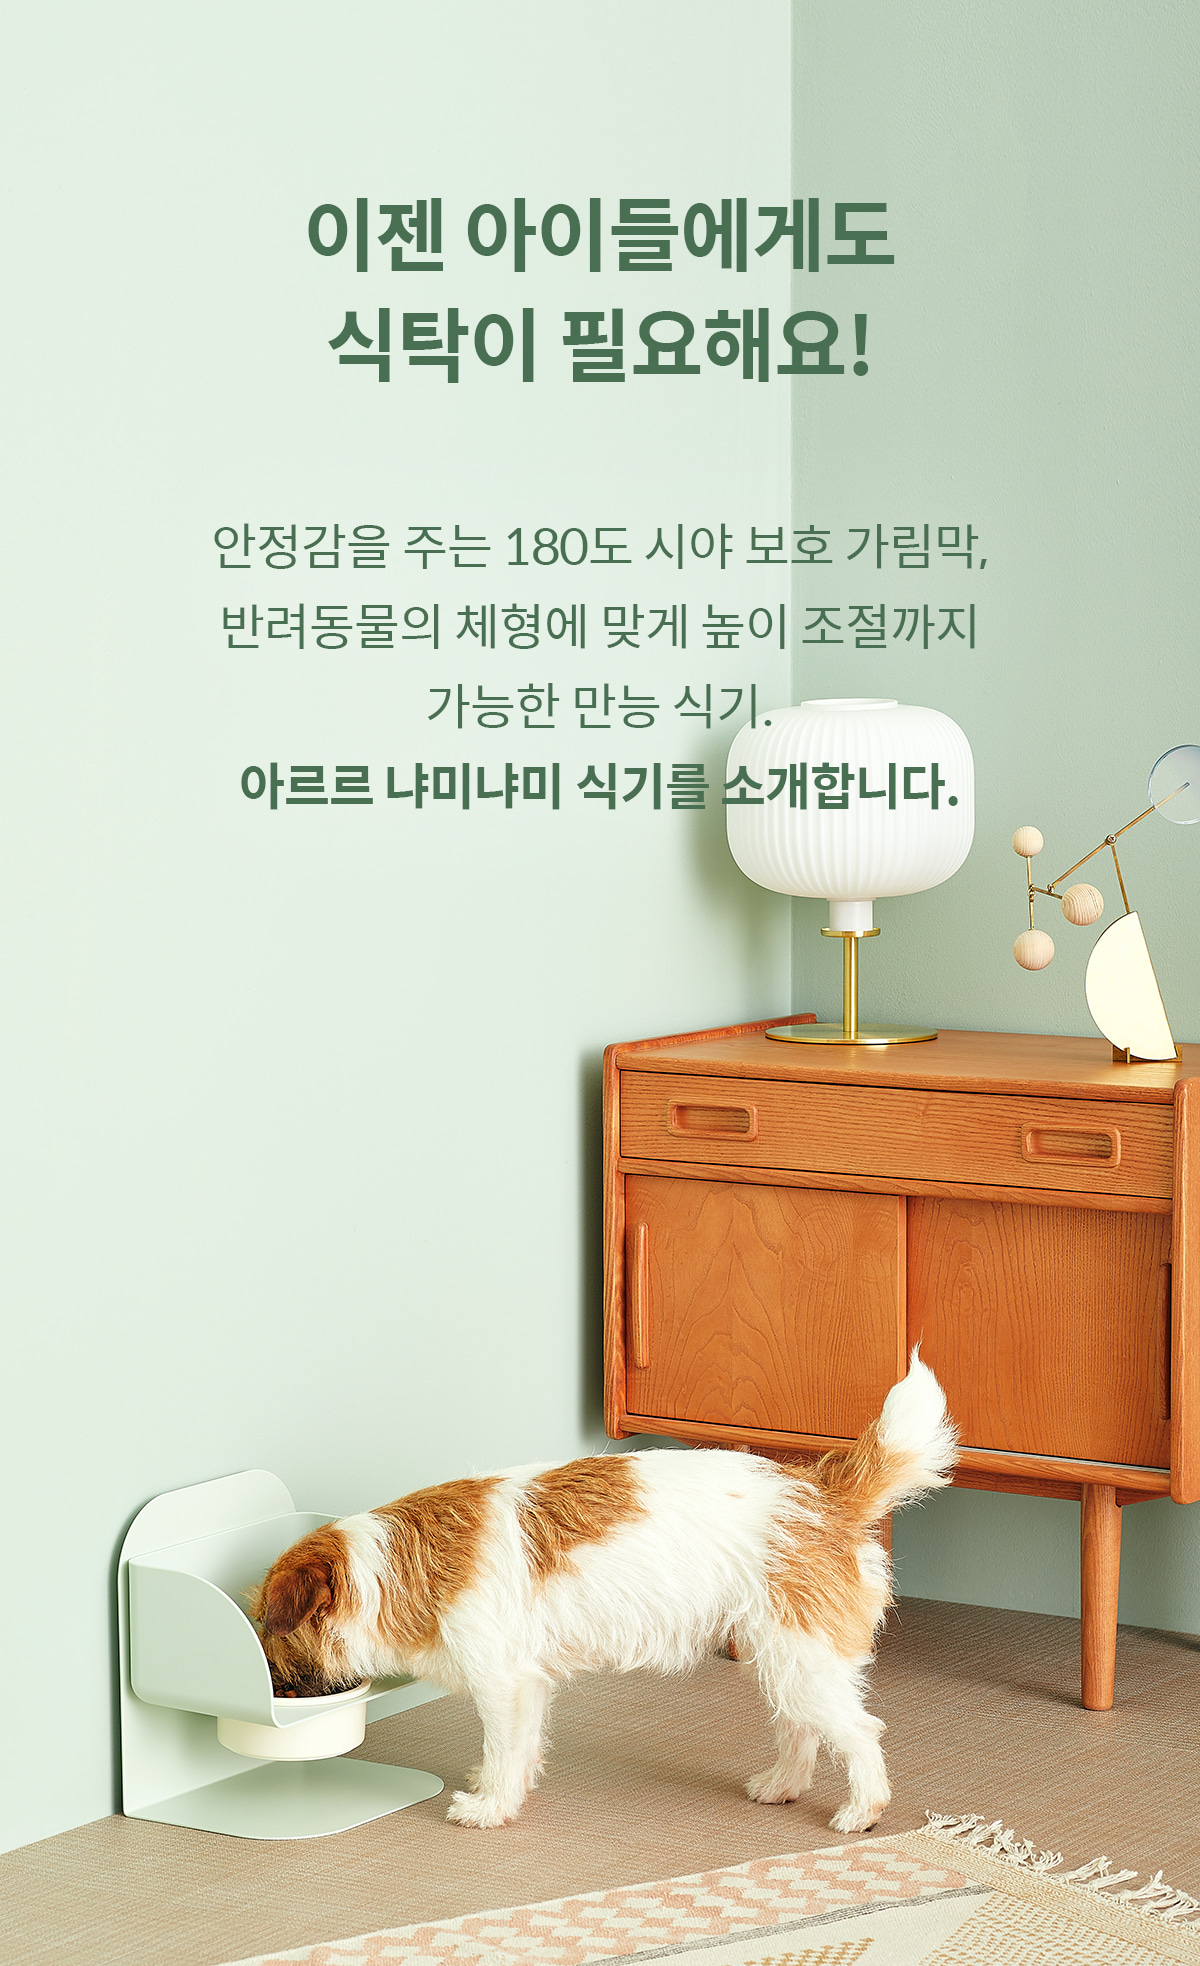 이젠 아이들에게도
식탁이 필요해요!
안정감을 주는 180도 시야 보호 가림막,
반려동물의 체형에 맞게 높이 조절까지
가능한 만능 식기.
아르르 냐미냐미 식기를 소개합니다.